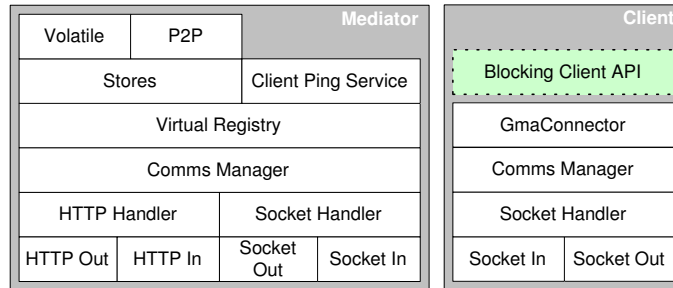 Mediator
Volatile
P2P
Stores
Client Ping Service
Virtual Registry
Comms Manager
HTTP Handler
Socket Handler
HTTP Out
HTTP In
Socket
Out
Socket In
Client
Blocking Client API
GmaConnector
Comms Manager
Socket Handler
Socket In
Socket Out